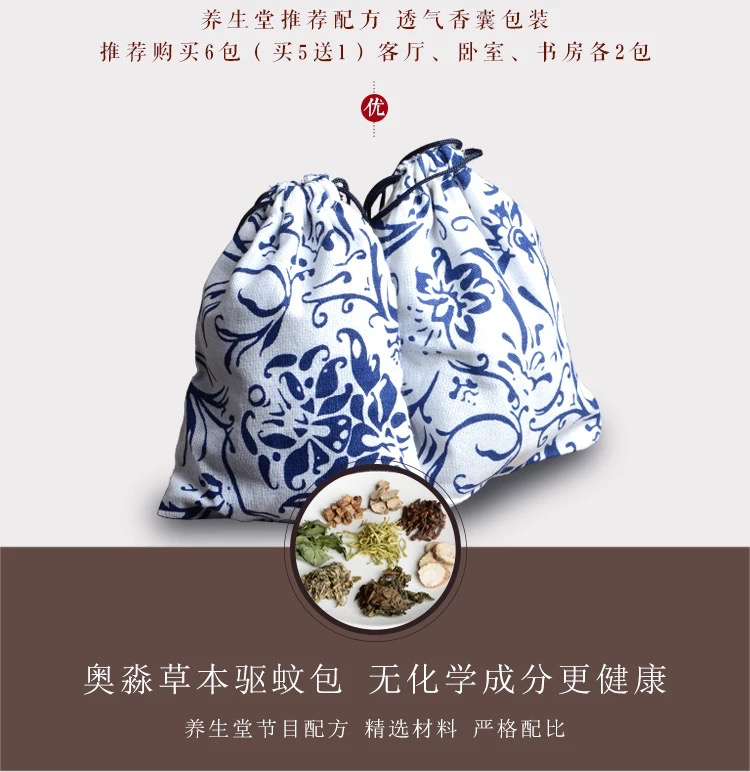 养生堂推荐配方 透气香囊包装
推荐购买6包（买5送1）客厅、卧室、书房各2包
优
奥淼草本驱蚊包 无化学成分更健康
养生堂节目配方 精选材料 严格配比